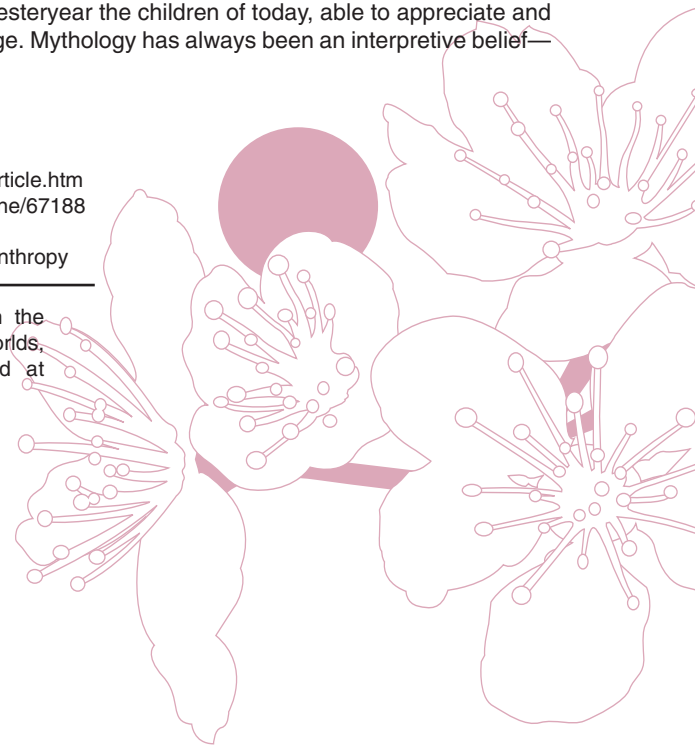 esteryear the children of today, able to appreciate and
ge. Mythology has always been an interpretive belief—
rticle.htm
ne/67188
nthropy
n the
orlds,
d at